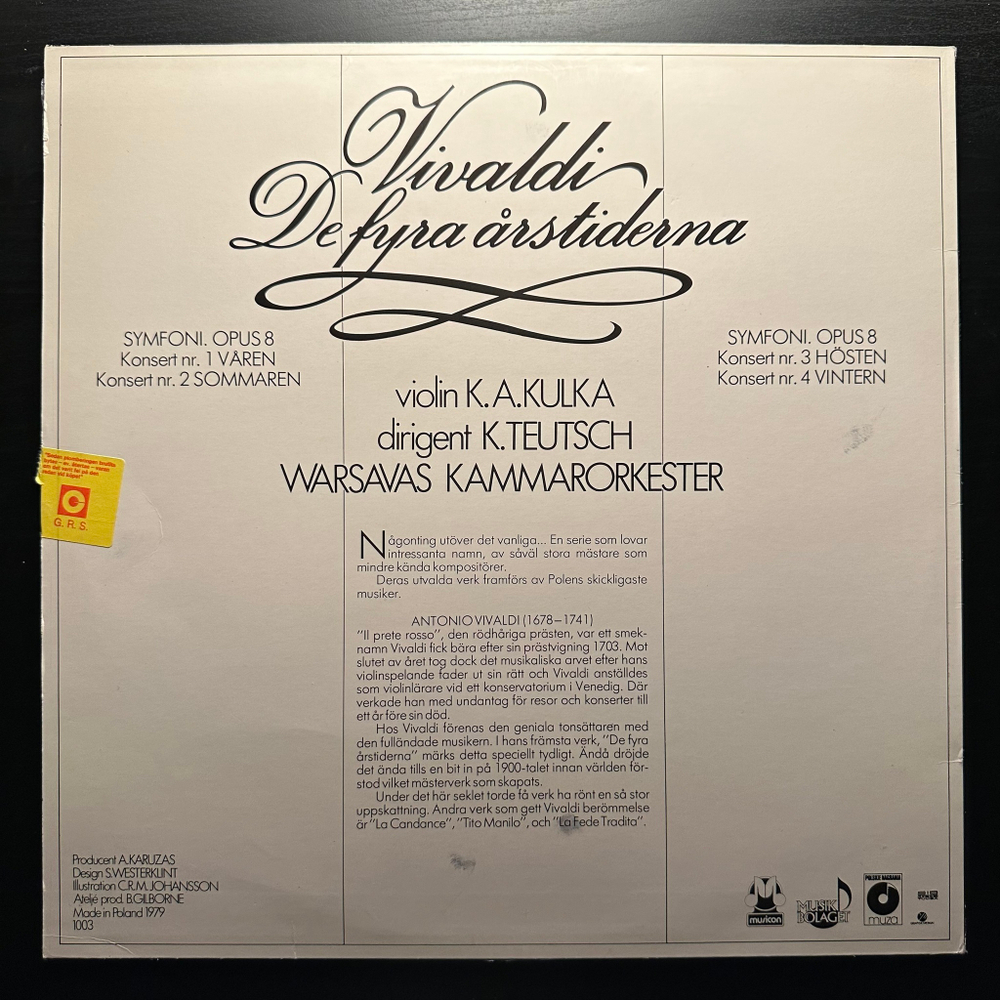 Vivaldi
De fyra årstiderna
SYMFONI. OPUS 8
Konsert nr. 1 VÅREN
Konsert nr. 2 SOMMAREN
SYMFONI. OPUS 8
Konsert nr. 3 HÖSTEN
Konsert nr. 4 VINTERN
violin K.A.KULKA
dirigent K.TEUTSCH
WARSAVAS KAMMARORKESTER
G. R. S.
Någonting utöver det vanliga... En serie som lovar
intressanta namn, av såväl stora mästare som
mindre kända kompositörer.
Deras utvalda verk framförs av Polens skickligaste
musiker.
ANTONIO VIVALDI (1678–1741)
"Il prete rosso", den rödhåriga prästen, var ett smek-
namn Vivaldi fick bära efter sin prästvigning 1703. Mot
slutet av året tog dock det musikaliska arvet efter hans
violinspelande fader ut sin rätt och Vivaldi anställdes
som violinlärare vid ett konservatorium i Venedig. Där
verkade han med undantag för resor och konserter till
ett år före sin död.
Hos Vivaldi förenas den geniala tonsättaren med
den fulländade musikern. I hans främsta verk, "De fyra
årstiderna" märks detta speciellt tydligt. Ändå dröjde
det ända tills en bit in på 1900-talet innan världen för-
stod vilket mästerverk som skapats.
Under det här seklet torde få verk ha rönt en så stor
uppskattning. Andra verk som gett Vivaldi berömmelse
är "La Candance", "Tito Manilo", och "La Fede Tradita".
Producent A.KARUZAS
Design S.WESTERKLINT
Illustration C.R.M. JOHANSSON
Ateljé prod. B.GILBORNE
Made in Poland 1979
1003
musicon
MUSIK
BOLAGET
POLSKIE NAGRANIA
muza